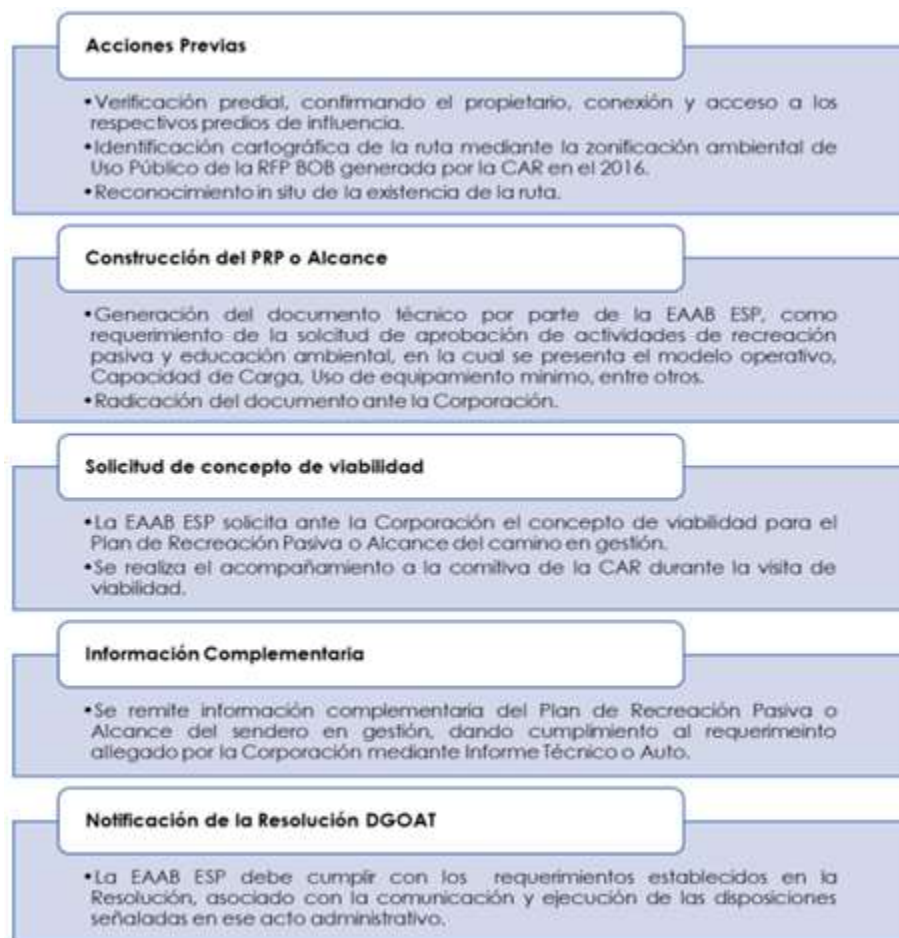 Acciones Previas
•Verificación predial, confirmando el propietario, conexión y acceso a los
respectivos predios de influencia.
•Identificación cartográfica de la ruta mediante la zonificación ambiental de
Uso Público de la RFP BOB generada por la CAR en el 2016.
•Reconocimiento in situ de la existencia de la ruta.
Construcción del PRP o Alcance
•Generación del documento técnico por parte de la EAAB ESP, como
requerimiento de la solcitud de aprobación de actividades de recreación
pasiva y educación ambiental, en la cual se presenta el modelo operativo,
Capacidad de Carga, Uso de equipamiento mínimo, entre otros.
•Radicación del documento ante la Corporación.
Solicitud de concepto de viabilidad
•La EAAB ESP solicita ante la Corporación el concepto de viabilidad para el
Plan de Recreación Pasiva o Alcance del camino en gestión.
•Se realiza el acompañamiento a la comitiva de la CAR durante la visita de
viabilidad.
Información Complementaria
•Se remite información complementaria del Plan de Recreación Pasiva o
Alcance del sendero en gestión, dando cumplimiento al requerimeinto
allegado por la Corporación mediante Informe Técnico o Auto.
Notificación de la Resolución DGOAT
•La EAAB ESP debe cumplir con los requerimientos establecidos en la
Resolución, asociado con la comunicación y ejecución de las disposiciones
señaladas en ese acto administrativo.